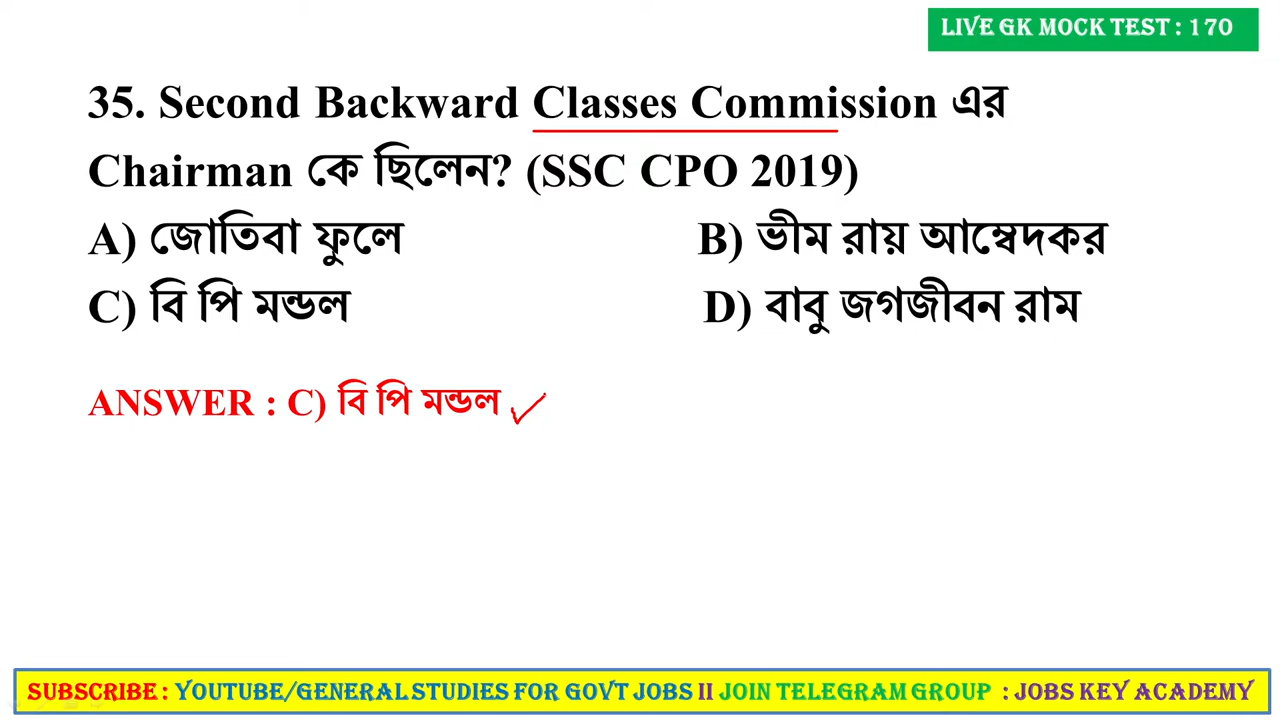 LIVE GK MOCK TEST : 170
35. Second Backward Classes Commission এর
Chairman কে ছিলেন? (SSC CPO 2019)
A) জোতিবা ফুলে B) ভীম রায় আম্বেদকর
C) বি পি মন্ডল D) বাবু জগজীবন রাম
ANSWER : C) বি পি মন্ডল
SUBSCRIBE : YOUTUBE/GENERAL STUDIES FOR GOVT JOBS II JOIN TELEGRAM GROUP : JOBS KEY ACADEMY